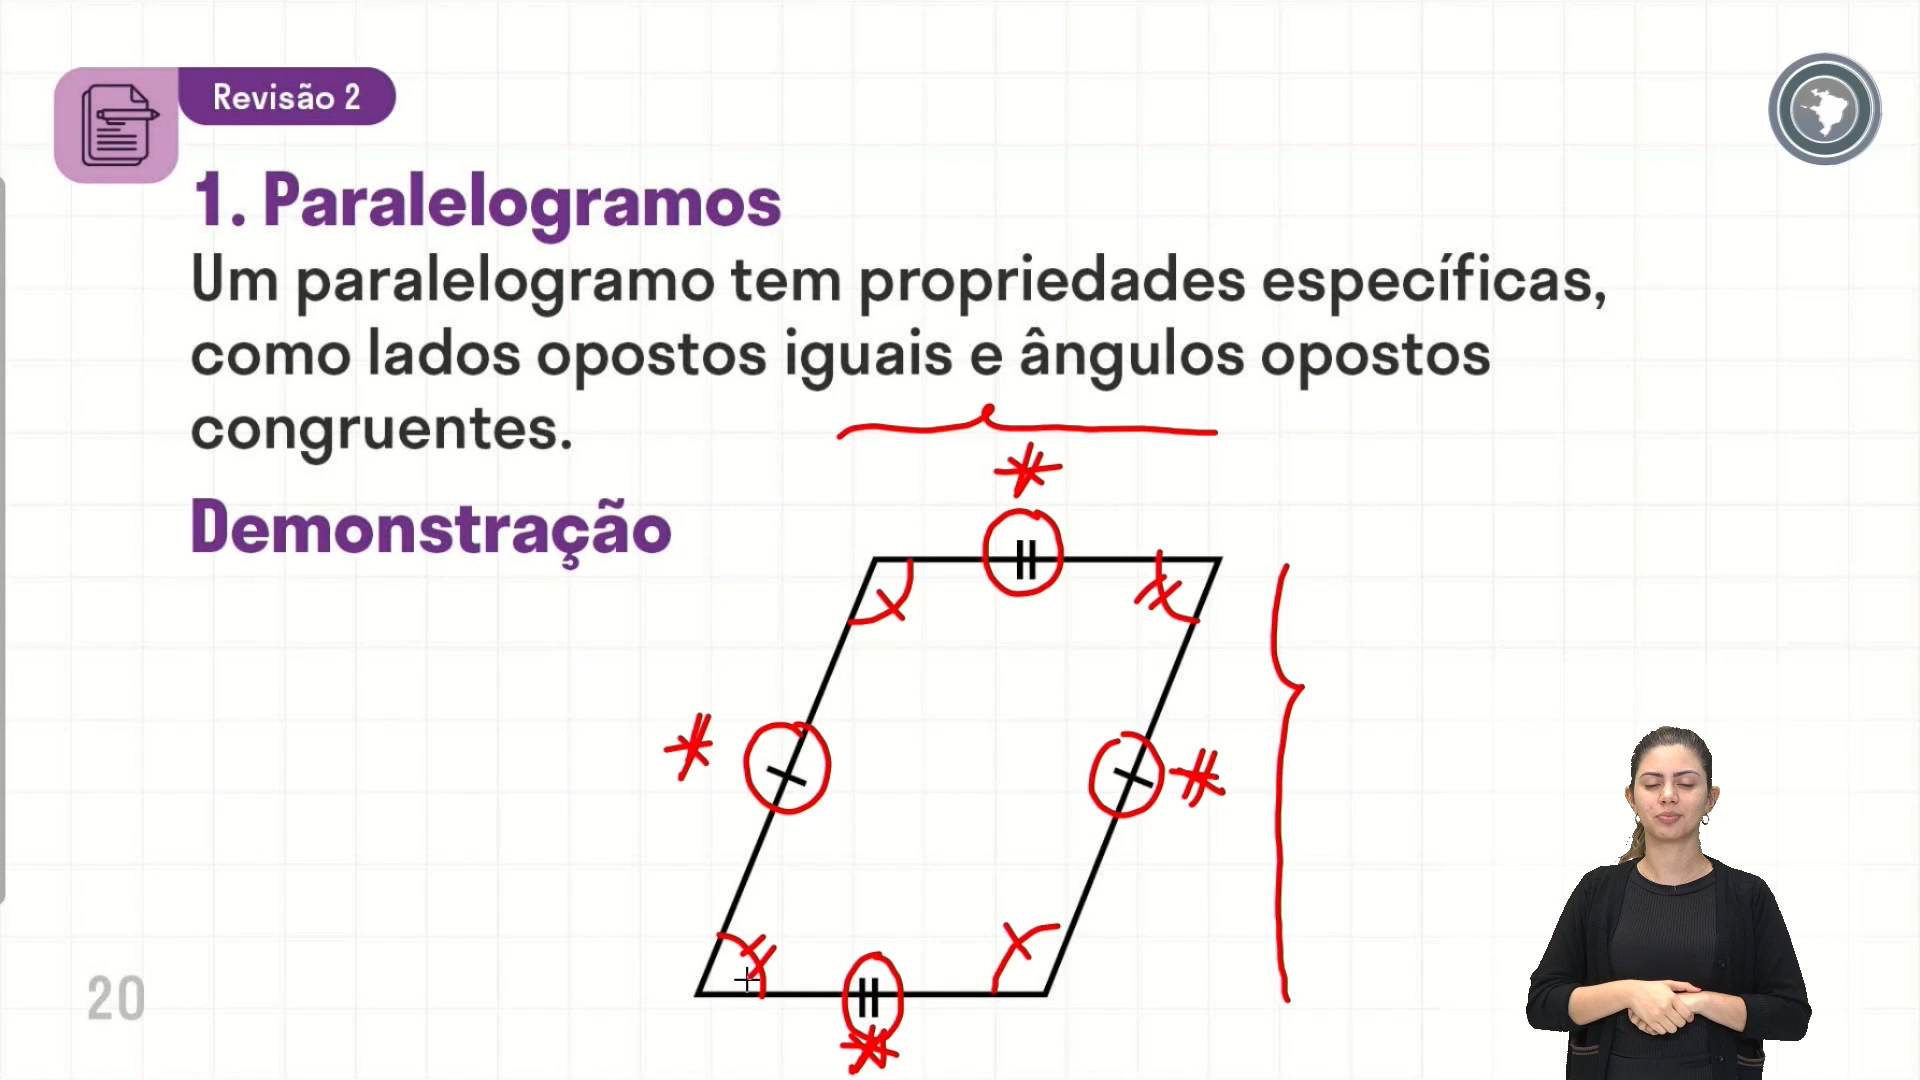 Revisão 2
1. Paralelogramos
Um paralelogramo tem propriedades específicas,
como lados opostos iguais e ângulos opostos
congruentes.
Demonstração
20